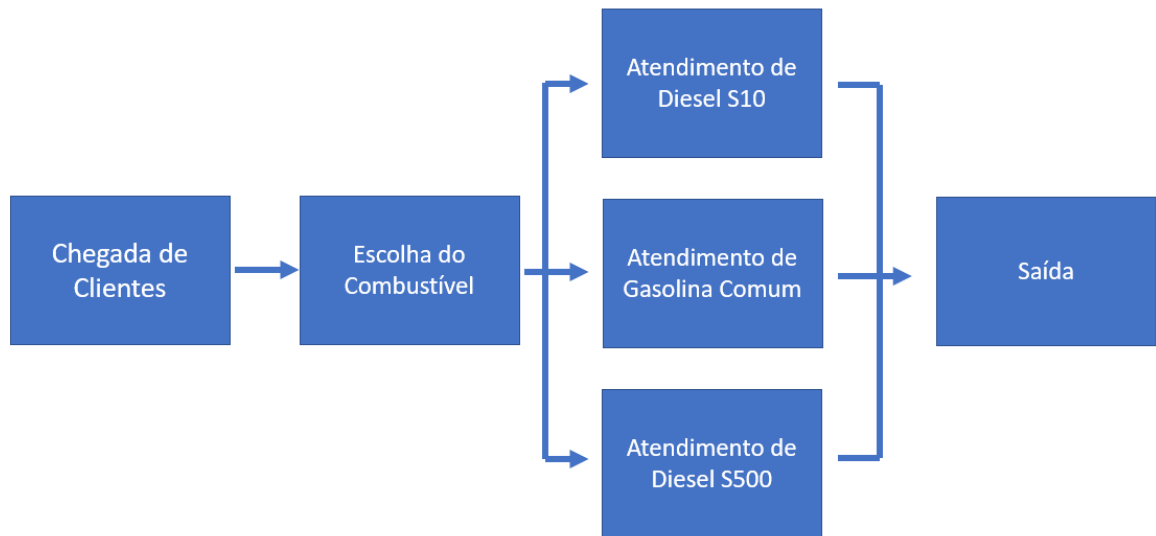 Chegada de
Clientes
Escolha do
Combustível
Atendimento de
Diesel S10
Atendimento de
Gasolina Comum
Atendimento de
Diesel S500
Saída